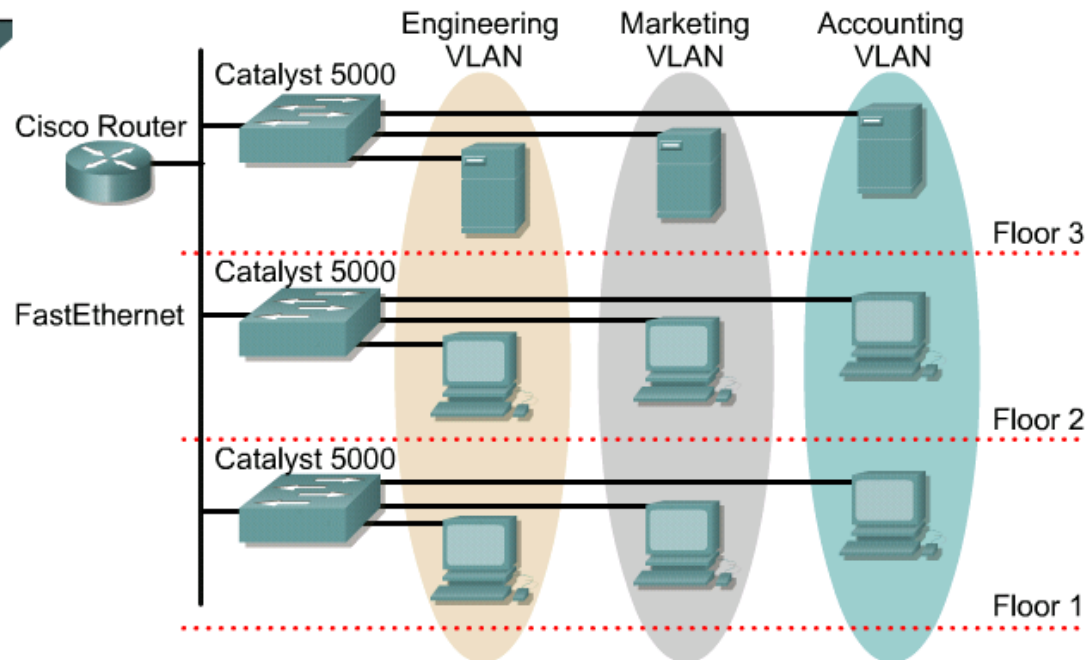 Engineering
VLAN
Marketing
VLAN
Accounting
VLAN
Catalyst 5000
Cisco Router
Floor 3
Catalyst 5000
FastEthernet
Floor 2
Catalyst 5000
Floor 1